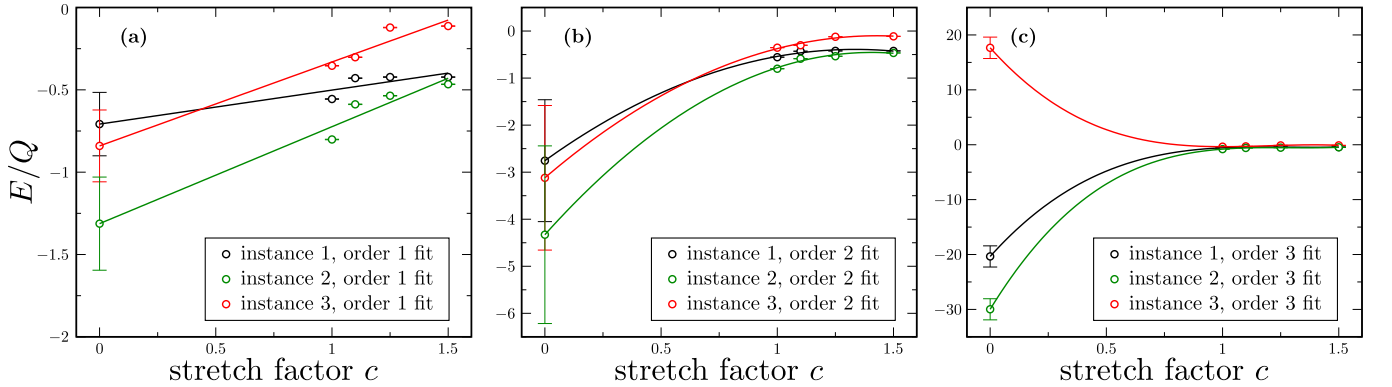 E/Q
(a)
0
−0.5
−1
−1.5
−2
0
0.5
1
1.5
instance 1, order 1 fit
instance 2, order 1 fit
instance 3, order 1 fit
stretch factor c
(b)
0
−1
−2
−3
−4
−5
−6
0
0.5
1
1.5
instance 1, order 2 fit
instance 2, order 2 fit
instance 3, order 2 fit
stretch factor c
(c)
20
10
0
−10
−20
−30
0
0.5
1
1.5
instance 1, order 3 fit
instance 2, order 3 fit
instance 3, order 3 fit
stretch factor c